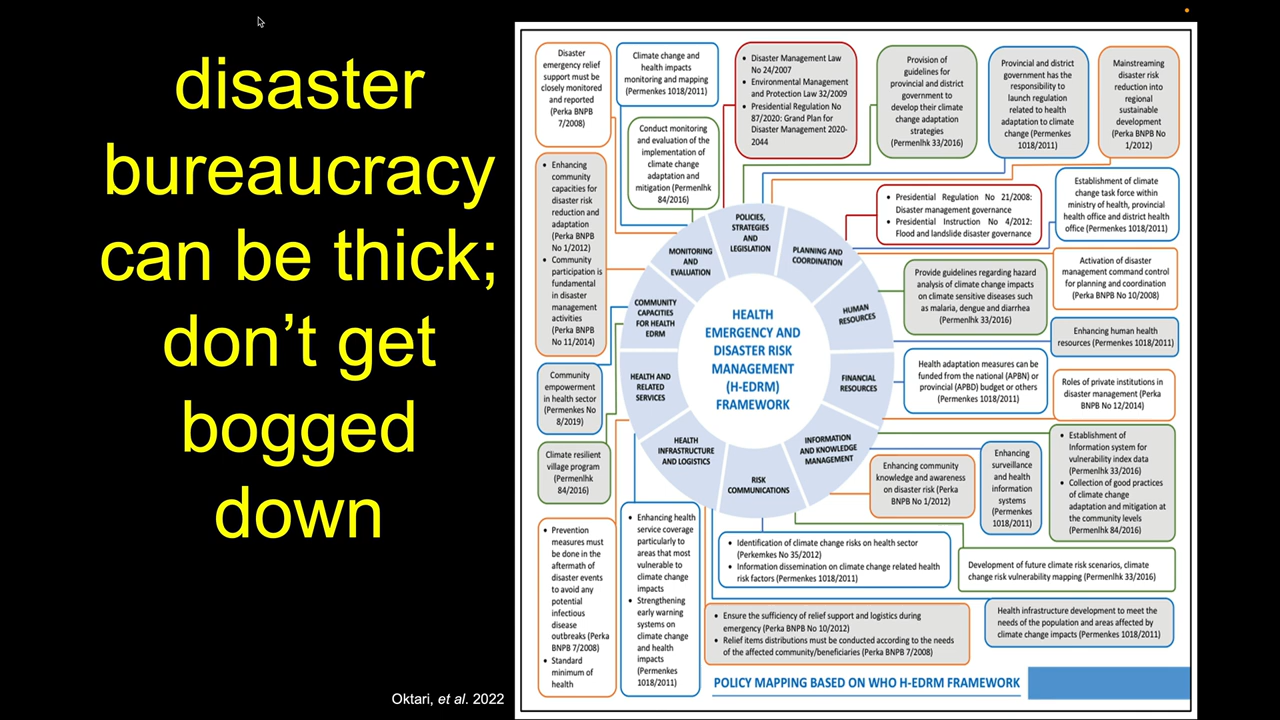 disaster
bureaucracy
can be thick;
don’t get
bogged
down
Oktari, et al. 2022
Disaster
emergency relief
support must be
closely monitored
and reported
(Perka BNPB
7/2008)
Climate change and
health impacts
monitoring and mapping
(Permenkes 1018/2011)
• Disaster Management Law
No 24/2007
• Environmental Management
and Protection Law 32/2009
• Presidential Regulation No
87/2020: Grand Plan for
Disaster Management 2020-
2044
Provision of
guidelines for
provincial and district
government to
develop their climate
change adaptation
strategies
(Permenlhk 33/2016)
Provincial and district
government has the
responsibility to
launch regulation
related to health
adaptation to climate
change (Permenkes
1018/2011)
Mainstreaming
disaster risk
reduction into
regional
sustainable
development
(Perka BNPB No
1/2012)
Conduct monitoring
and evaluation of the
implementation of
climate change
adaptation and
mitigation (Permenlhk
84/2016)
• Enhancing
community
capacities for
disaster risk
reduction and
adaptation
(Perka BNPB
No 1/2012)
• Community
participation is
fundamental
in disaster
management
activities
(Perka BNPB
No 11/2014)
• Presidential Regulation No 21/2008:
Disaster management governance
• Presidential Instruction No 4/2012:
Flood and landslide disaster governance
Establishment of climate
change task force within
ministry of health, provincial
health office and district health
office (Permenkes 1018/2011)
Activation of disaster
management command control
for planning and coordination
(Perka BNPB No 10/2008)
Provide guidelines regarding hazard
analysis of climate change impacts
on climate sensitive diseases such
as malaria, dengue and diarrhea
(Permenlhk 33/2016)
Enhancing human health
resources (Permenkes 1018/2011)
Health adaptation measures can be
funded from the national (APBN) or
provincial (APBD) budget or others
(Permenkes 1018/2011)
Roles of private institutions in
disaster management (Perka
BNPB No 12/2014)
POLICIES,
STRATEGIES
AND
LEGISLATION
PLANNING AND
COORDINATION
HUMAN
RESOURCES
FINANCIAL
RESOURCES
INFORMATION
AND KNOWLEDGE
MANAGEMENT
RISK
COMMUNICATIONS
HEALTH
INFRASTRUCTURE
AND LOGISTICS
HEALTH AND
RELATED
SERVICES
COMMUNITY
CAPACITIES
FOR HEALTH
EDRM
MONITORING
AND
EVALUATION
HEALTH
EMERGENCY AND
DISASTER RISK
MANAGEMENT
(H-EDRM)
FRAMEWORK
Community
empowerment
in health sector
(Permenkes No
8/2019)
Climate resilient
village program
(Permenlhk
84/2016)
Enhancing community
knowledge and awareness
on disaster risk (Perka
BNPB No 1/2012)
Enhancing
surveillance
and health
information
systems
(Permenkes
1018/2011)
• Establishment of
Information system for
vulnerability index data
(Permenlhk 33/2016)
• Collection of good practices
of climate change
adaptation and mitigation at
the community levels
(Permenlhk 84/2016)
• Prevention
measures must
be done in the
aftermath of
disaster events
to avoid any
potential
infectious
disease
outbreaks (Perka
BNPB 7/2008)
• Standard
minimum of
health
• Enhancing health
service coverage
particularly to
areas that most
vulnerable to
climate change
impacts
• Strengthening
early warning
systems on
climate change
and health
impacts
(Permenkes
1018/2011)
• Identification of climate change risks on health sector
(Perkemkes No 35/2012)
• Information dissemination on climate change related health
risk factors (Permenkes 1018/2011)
Development of future climate risk scenarios, climate
change risk vulnerability mapping (Permenlhk 33/2016)
• Ensure the sufficiency of relief support and logistics during
emergency (Perka BNPB No 10/2012)
• Relief items distributions must be conducted according to the needs
of the affected community/beneficiaries (Perka BNPB 7/2008)
Health infrastructure development to meet the
needs of the population and areas affected by
climate change impacts (Permenkes 1018/2011)
POLICY MAPPING BASED ON WHO H-EDRM FRAMEWORK